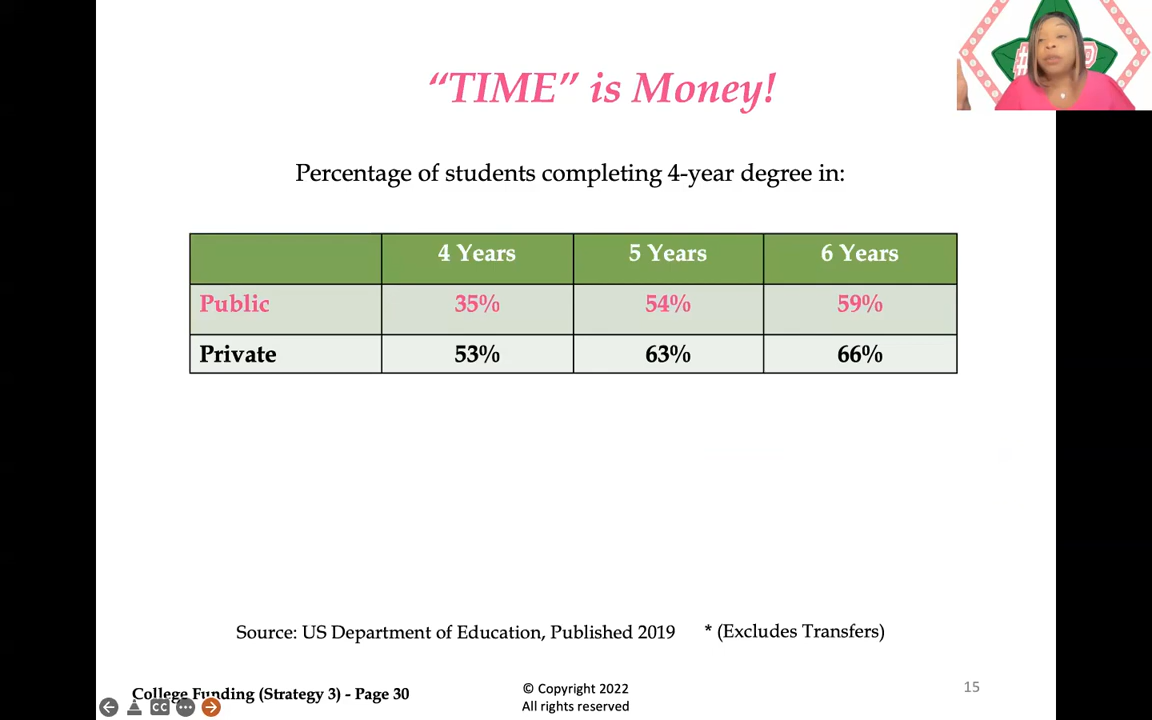 “TIME” is Money!
Percentage of students completing 4-year degree in:
4 Years 5 Years 6 Years
Public 35% 54% 59%
Private 53% 63% 66%
Source: US Department of Education, Published 2019 * (Excludes Transfers)
College Funding (Strategy 3) - Page 30
© Copyright 2022
All rights reserved
15
CC